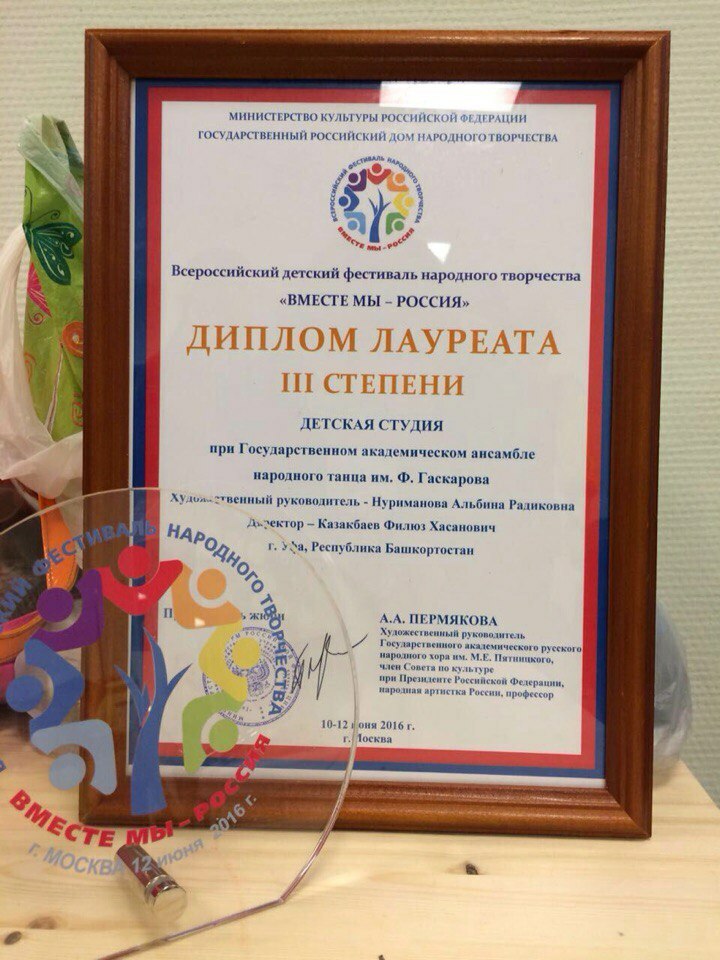 МИНИСТЕРСТВО КУЛЬТУРЫ РОССИЙСКОЙ ФЕДЕРАЦИИ
ГОСУДАРСТВЕННЫЙ РОССИЙСКИЙ ДОМ НАРОДНОГО ТВОРЧЕСТВА
ВСЕРОССИЙСКИЙ ФЕСТИВАЛЬ НАРОДНОГО ТВОРЧЕСТВА
ВМЕСТЕ МЫ - РОССИЯ
Всероссийский детский фестиваль народного творчества
«ВМЕСТЕ МЫ – РОССИЯ»
ДИПЛОМ ЛАУРЕАТА
III СТЕПЕНИ
ДЕТСКАЯ СТУДИЯ
при Государственном академическом ансамбле
народного танца им. Ф. Гаскарова
Художественный руководитель - Нуриманова Альбина Радиковна
Директор – Казакбаев Филюз Хасанович
г. Уфа, Республика Башкортостан
А.А. ПЕРМЯКОВА
Художественный руководитель
Государственного академического русского
народного хора им. М.Е. Пятницкого,
член Совета по культуре
при Президенте Российской Федерации,
народная артистка России, профессор
10-12 июня 2016 г.
г. Москва
ФЕСТИВАЛЬ НАРОДНОГО ТВОРЧЕСТВА
ВМЕСТЕ МЫ - РОССИЯ
г. МОСКВА 12 июня 2016 г.